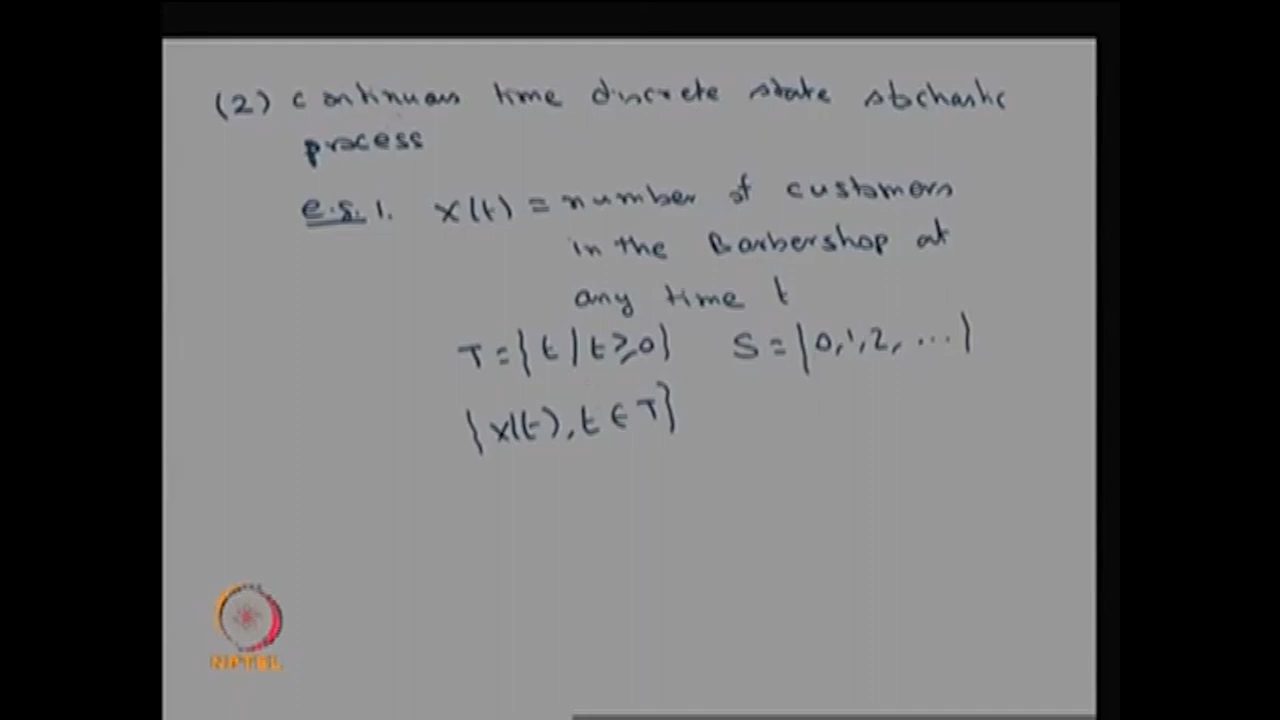 (2) continuous time discrete state stochastic
process
e.g. 1. X(t) = number of customers
in the Barbershop at
any time t
T = {t | t ≥ 0} S = {0, 1, 2, ...}
{X(t), t ∈ T}
NPTEL